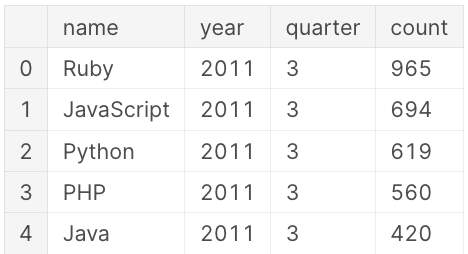 name year quarter count
0 Ruby 2011 3 965
1 JavaScript 2011 3 694
2 Python 2011 3 619
3 PHP 2011 3 560
4 Java 2011 3 420